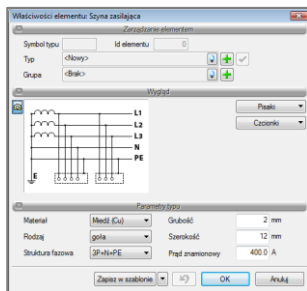 Właściwości elementu: Szyna zasilająca
Zarządzanie elementem
Symbol typu Id elementu 0
Typ <Nowy>
Grupa <Brak>
Wygląd
L1
L2
L3
N
PE
E
Pisaki
Czcionki
Parametry typu
Materiał Miedź (Cu) Grubość 2 mm
Rodzaj goła Szerokość 12 mm
Struktura fazowa 3P+N+PE Prąd znamionowy 400.0 A
Zapisz w szablonie OK Anuluj